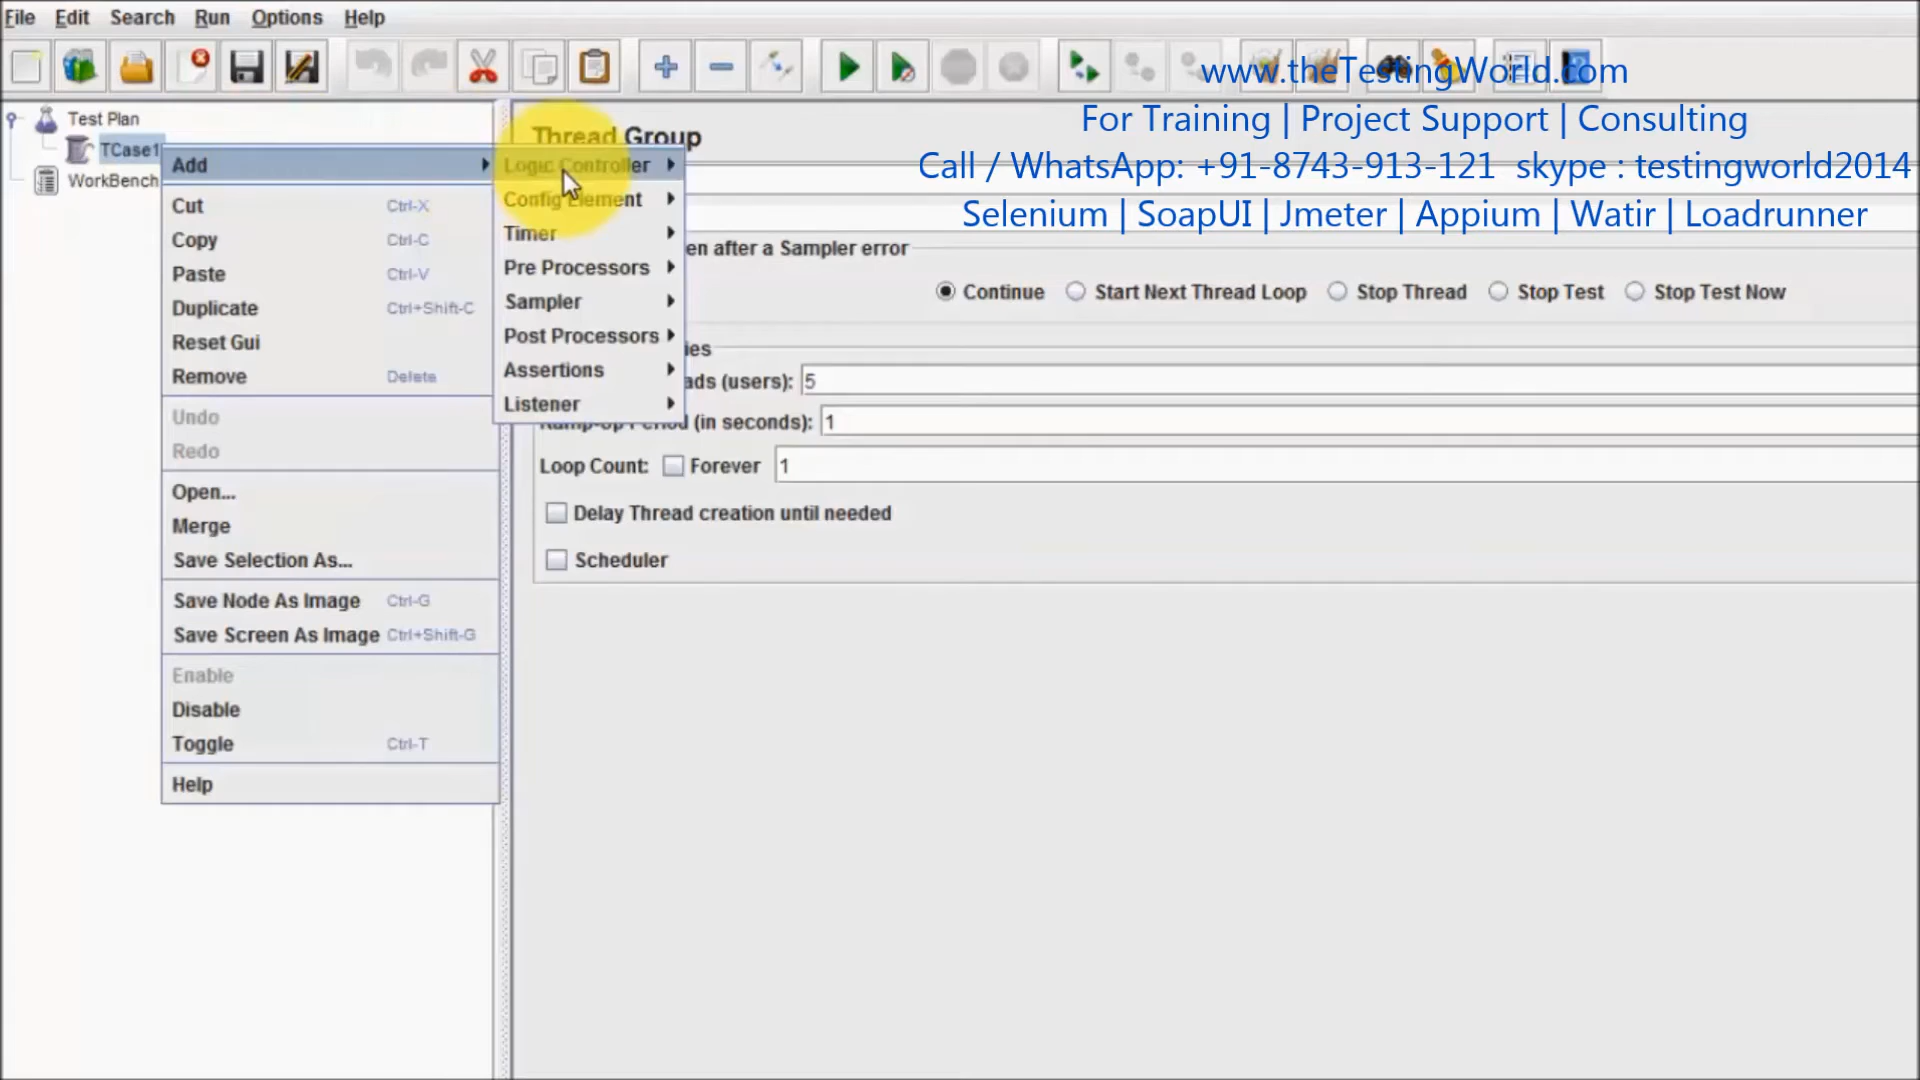 File Edit Search Run Options Help
www.theTestingWorld.com
For Training | Project Support | Consulting
Call / WhatsApp: +91-8743-913-121 skype : testingworld2014
Selenium | SoapUI | Jmeter | Appium | Watir | Loadrunner
Test Plan
TCase1
WorkBench
Add
Cut Ctrl-X
Copy Ctrl-C
Paste Ctrl-V
Duplicate Ctrl+Shift-C
Reset Gui
Remove Delete
Undo
Redo
Open...
Merge
Save Selection As...
Save Node As Image Ctrl-G
Save Screen As Image Ctrl+Shift-G
Enable
Disable
Toggle Ctrl-T
Help
Logic Controller
Config Element
Timer
Pre Processors
Sampler
Post Processors
Assertions
Listener
Thread Group
en after a Sampler error
Continue Start Next Thread Loop Stop Thread Stop Test Stop Test Now
ies
ads (users): 5
Ramp-Up Period (in seconds): 1
Loop Count: Forever 1
Delay Thread creation until needed
Scheduler